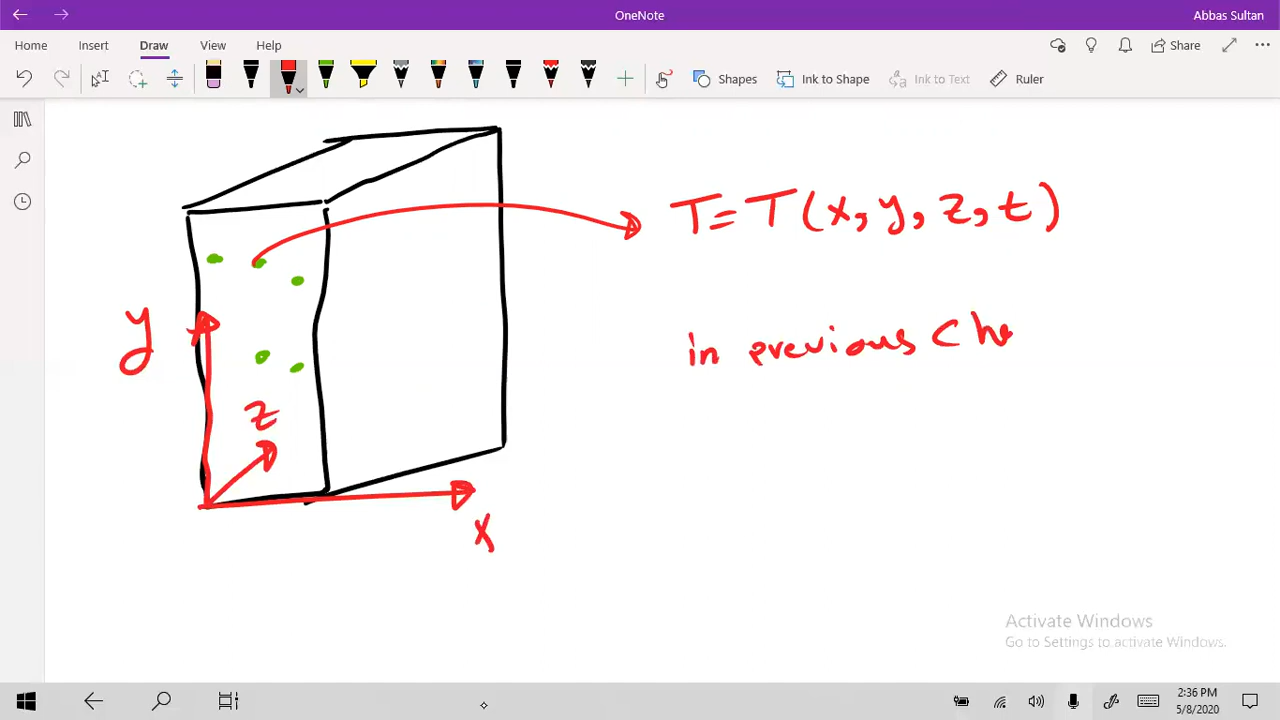 OneNote
Abbas Sultan
Home Insert Draw View Help
Share
Shapes Ink to Shape Ink to Text Ruler
T=T(x,y,z,t)
y
in previous Cha
z
x
Activate Windows
Go to Settings to activate Windows.
2:36 PM
5/8/2020